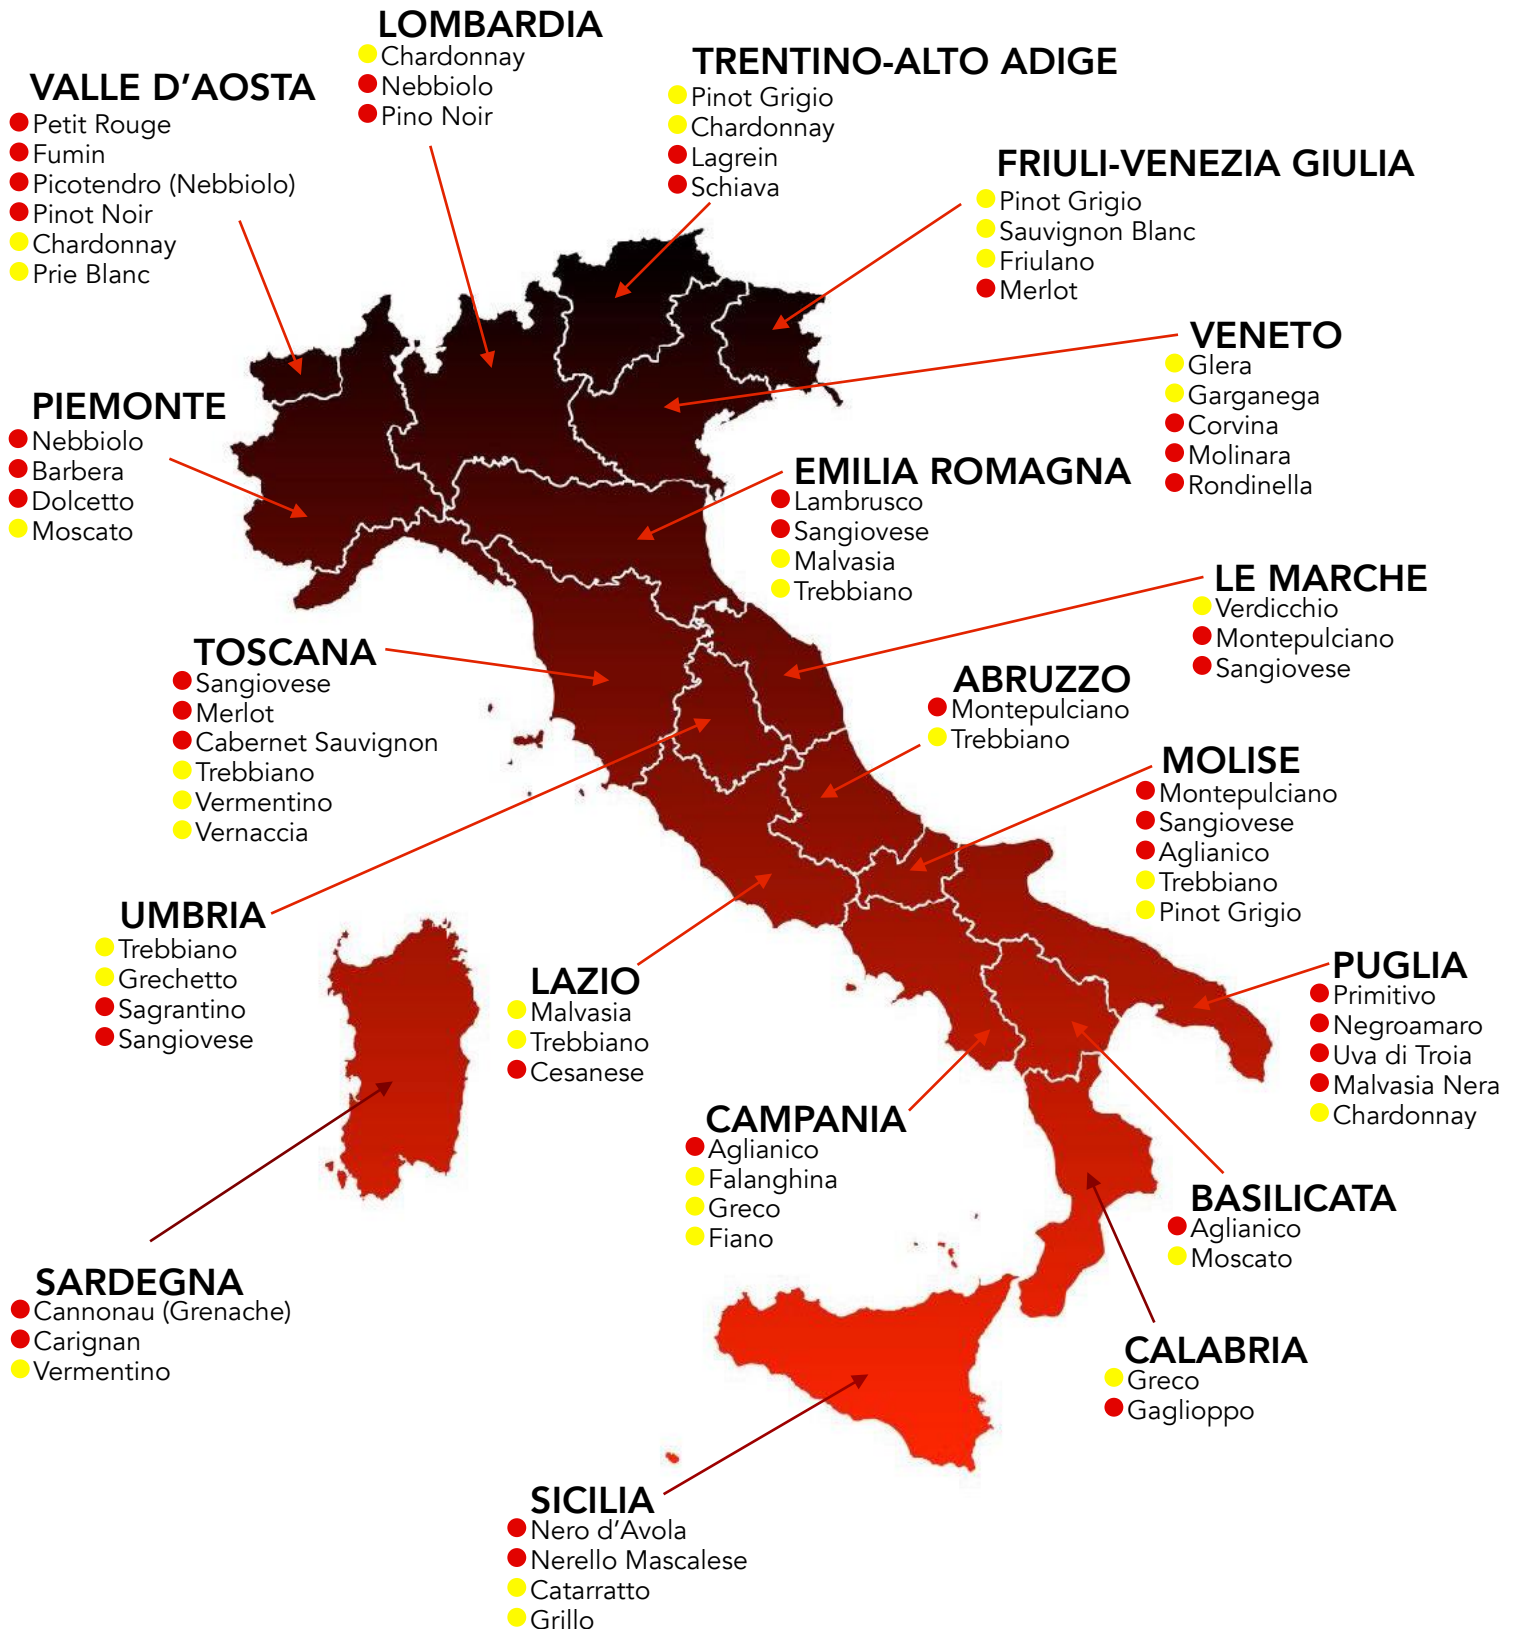 LOMBARDIA
Chardonnay
Nebbiolo
Pino Noir
TRENTINO-ALTO ADIGE
Pinot Grigio
Chardonnay
Lagrein
Schiava
VALLE D'AOSTA
Petit Rouge
Fumin
Picotendro (Nebbiolo)
Pinot Noir
Chardonnay
Prie Blanc
FRIULI-VENEZIA GIULIA
Pinot Grigio
Sauvignon Blanc
Friulano
Merlot
VENETO
Glera
Garganega
Corvina
Molinara
Rondinella
PIEMONTE
Nebbiolo
Barbera
Dolcetto
Moscato
EMILIA ROMAGNA
Lambrusco
Sangiovese
Malvasia
Trebbiano
LE MARCHE
Verdicchio
Montepulciano
Sangiovese
TOSCANA
Sangiovese
Merlot
Cabernet Sauvignon
Trebbiano
Vermentino
Vernaccia
ABRUZZO
Montepulciano
Trebbiano
MOLISE
Montepulciano
Sangiovese
Aglianico
Trebbiano
Pinot Grigio
UMBRIA
Trebbiano
Grechetto
Sagrantino
Sangiovese
LAZIO
Malvasia
Trebbiano
Cesanese
PUGLIA
Primitivo
Negroamaro
Uva di Troia
Malvasia Nera
Chardonnay
CAMPANIA
Aglianico
Falanghina
Greco
Fiano
BASILICATA
Aglianico
Moscato
SARDEGNA
Cannonau (Grenache)
Carignan
Vermentino
CALABRIA
Greco
Gaglioppo
SICILIA
Nero d'Avola
Nerello Mascalese
Catarratto
Grillo